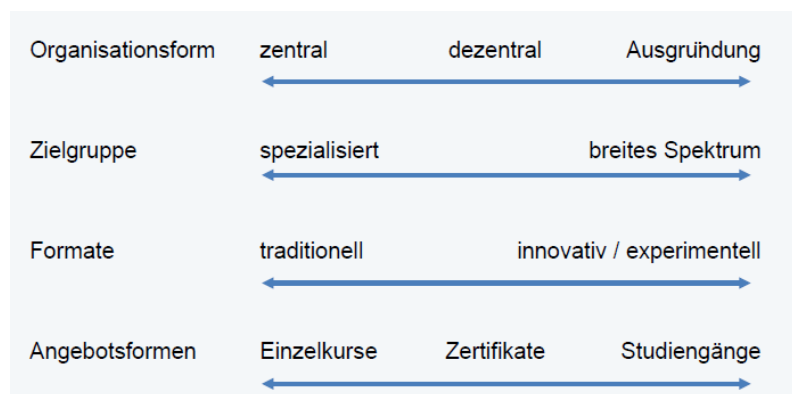 Organisationsform zentral dezentral Ausgründung
Zielgruppe spezialisiert breites Spektrum
Formate traditionell innovativ / experimentell
Angebotsformen Einzelkurse Zertifikate Studiengänge